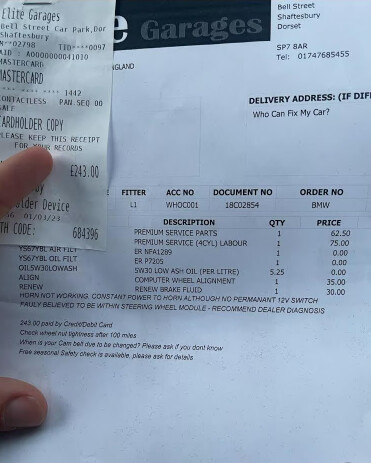 Elite Garages
Bell Street Car Park,Dor
Shaftesbury
M**02798 TID****0097
AID : A0000000041010
MASTERCARD
MASTERCARD
**** **** **** 1442
CONTACTLESS PAN SEQ 00
SALE
CARDHOLDER COPY
PLEASE KEEP THIS RECEIPT
FOR YOUR RECORDS
£243.00
Device
01/03/23
CODE: 684396
e Garages
Bell Street
Shaftesbury
Dorset
SP7 8AR
Tel: 01747685455
ENGLAND
DELIVERY ADDRESS: (IF DIF
Who Can Fix My Car?
FITTER ACC NO DOCUMENT NO ORDER NO
L1 WHOC001 18C02854 BMW
DESCRIPTION QTY PRICE
PREMIUM SERVICE PARTS 1 62.50
PREMIUM SERVICE (4CYL) LABOUR 1 75.00
YS67YBL AIR FILT ER NFA1289 1 0.00
YS67YBL OIL FILT ER P7205 1 0.00
OIL5W30LOWASH 5W30 LOW ASH OIL (PER LITRE) 5.25 0.00
ALIGN COMPUTER WHEEL ALIGNMENT 1 35.00
RENEW RENEW BRAKE FLUID 1 30.00
HORN NOT WORKING, CONSTANT POWER TO HORN ALTHOUGH NO PERMANANT 12V SWITCH
FAULY BELIEVED TO BE WITHIN STEERING WHEEL MODULE - RECOMMEND DEALER DIAGNOSIS
243.00 paid by Credit/Debit Card
Check wheel nut tightness after 100 miles
When is your Cam belt due to be changed? Please ask if you dont know
Free seasonal Safety check is available, please ask for details